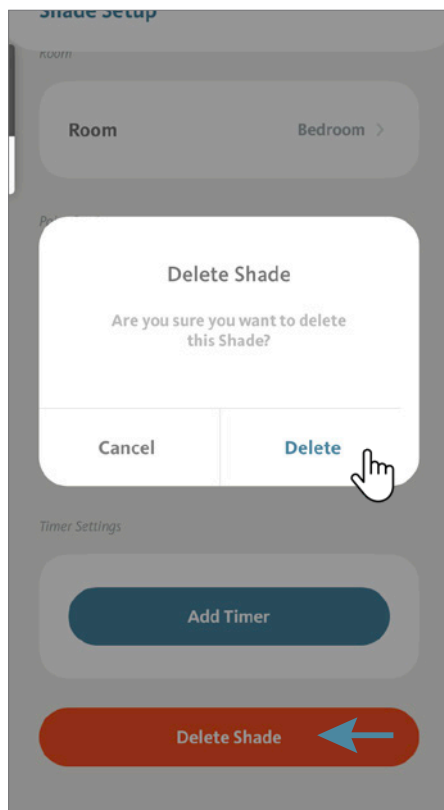 Shade Setup
Room
Room Bedroom >
Delete Shade
Are you sure you want to delete
this Shade?
Cancel Delete
Timer Settings
Add Timer
Delete Shade